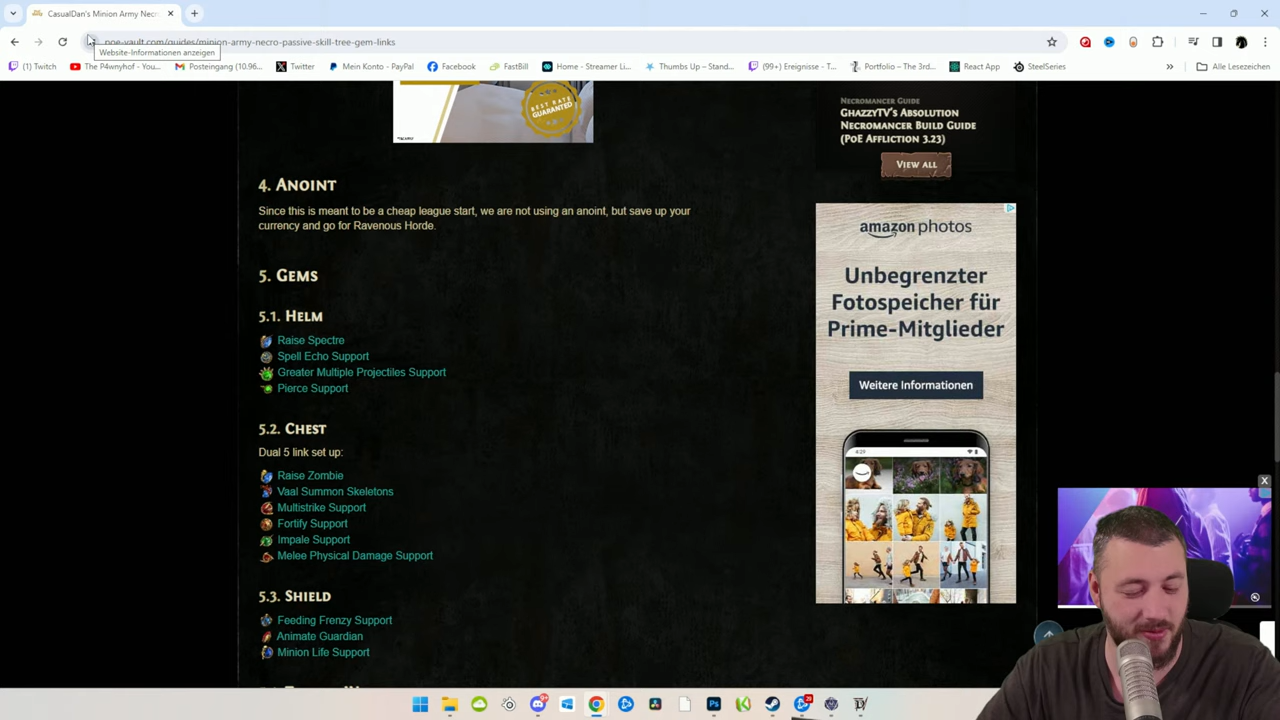 CasualDan's Minion Army Necr
poe-vault.com/guides/minion-army-necro-passive-skill-tree-gem-links
Website-Informationen anzeigen
(1) Twitch
The P4wnyhof - You...
Posteingang (10.96...
Twitter
Mein Konto - PayPal
Facebook
FastBill
Home - Streamer Li...
Thumbs Up – Stand...
(99+) Ereignisse - T...
Portfolio – The 3rd...
React App
SteelSeries
»
Alle Lesezeichen
BEST RATE
GUARANTEED
Necromancer Guide
GhazzyTV's Absolution
Necromancer Build Guide
(PoE Affliction 3.23)
View all
4. Anoint
Since this is meant to be a cheap league start, we are not using an anoint, but save up your
currency and go for Ravenous Horde.
5. Gems
5.1. Helm
Raise Spectre
Spell Echo Support
Greater Multiple Projectiles Support
Pierce Support
5.2. Chest
Dual 5 link set up:
Raise Zombie
Vaal Summon Skeletons
Multistrike Support
Fortify Support
Impale Support
Melee Physical Damage Support
5.3. Shield
Feeding Frenzy Support
Animate Guardian
Minion Life Support
amazon photos
Unbegrenzter
Fotospeicher für
Prime-Mitglieder
Weitere Informationen